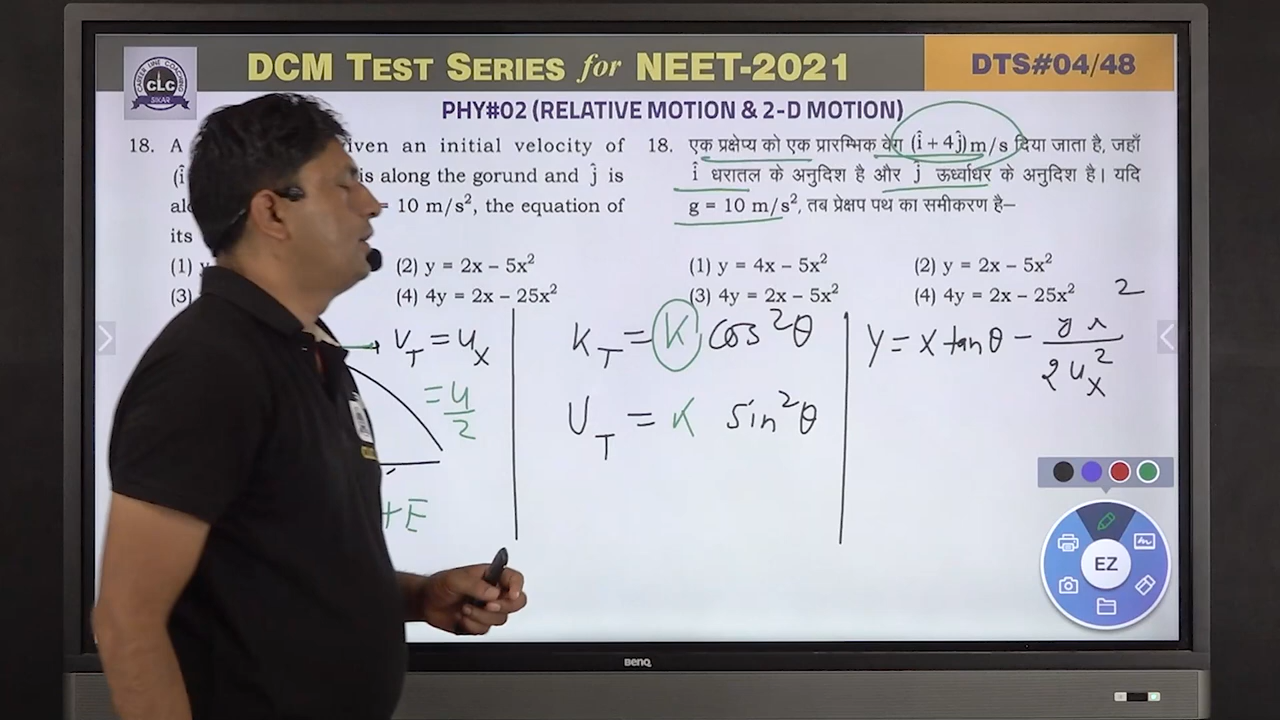 DCM TEST SERIES for NEET-2021
DTS#04/48
CLC
SIKAR
PHY#02 (RELATIVE MOTION & 2-D MOTION)
18. A iven an initial velocity of
(î is along the gorund and ĵ is
= 10 m/s², the equation of
its
(1) (2) y = 2x – 5x²
(3) (4) 4y = 2x – 25x²
18. एक प्रक्षेप्य को एक प्रारम्भिक वेग (î + 4ĵ)m/s दिया जाता है, जहाँ
î धरातल के अनुदिश है और ĵ ऊर्ध्वाधर के अनुदिश है। यदि
g = 10 m/s², तब प्रेक्षप पथ का समीकरण है–
(1) y = 4x – 5x² (2) y = 2x – 5x²
(3) 4y = 2x – 5x² (4) 4y = 2x – 25x²
V_T = u_x
= u/2
+E
K_T = K cos²θ
U_T = K sin²θ
y = x tanθ – gx²/2u_x²
EZ
BenQ